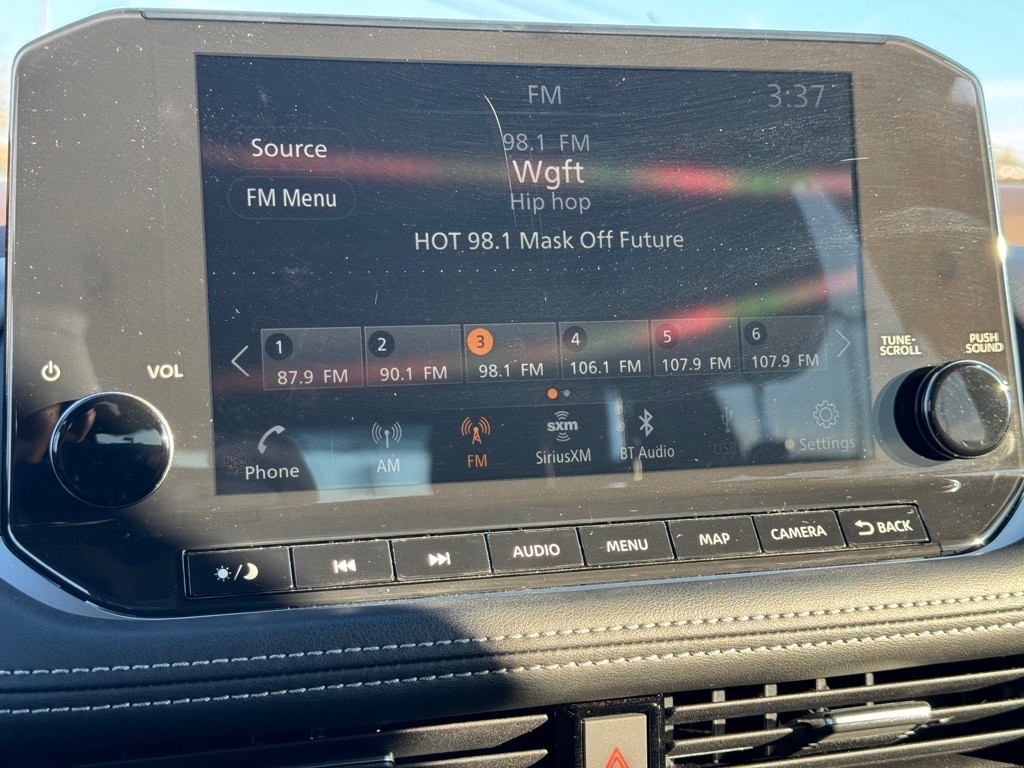 FM
3:37
Source
98.1 FM
Wgft
FM Menu
Hip hop
HOT 98.1 Mask Off Future
1
2
3
4
5
6
87.9 FM
90.1 FM
98.1 FM
106.1 FM
107.9 FM
107.9 FM
VOL
TUNE-
SCROLL
PUSH
SOUND
sxm
Phone
AM
FM
SiriusXM
BT Audio
USB
Settings
AUDIO
MENU
MAP
CAMERA
BACK